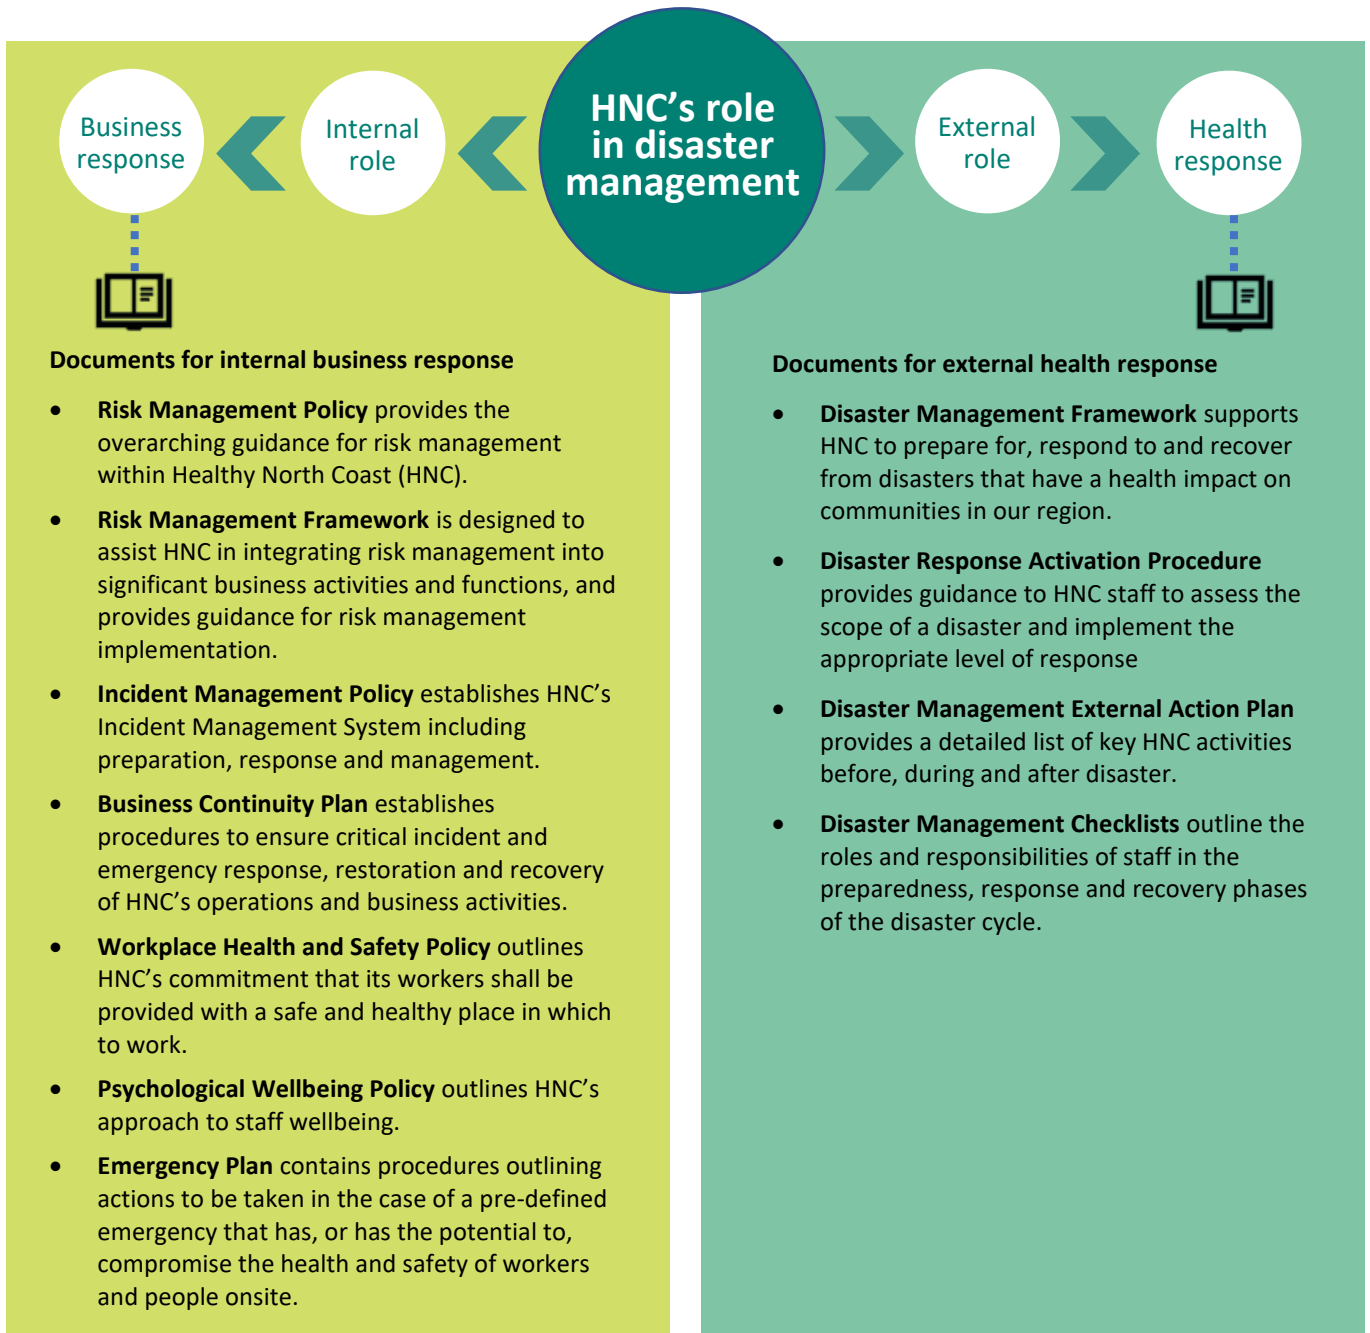 HNC’s role
in disaster
management
Business
response
Internal
role
External
role
Health
response
Documents for internal business response
• Risk Management Policy provides the
overarching guidance for risk management
within Healthy North Coast (HNC).
• Risk Management Framework is designed to
assist HNC in integrating risk management into
significant business activities and functions, and
provides guidance for risk management
implementation.
• Incident Management Policy establishes HNC’s
Incident Management System including
preparation, response and management.
• Business Continuity Plan establishes
procedures to ensure critical incident and
emergency response, restoration and recovery
of HNC’s operations and business activities.
• Workplace Health and Safety Policy outlines
HNC’s commitment that its workers shall be
provided with a safe and healthy place in which
to work.
• Psychological Wellbeing Policy outlines HNC’s
approach to staff wellbeing.
• Emergency Plan contains procedures outlining
actions to be taken in the case of a pre-defined
emergency that has, or has the potential to,
compromise the health and safety of workers
and people onsite.
Documents for external health response
• Disaster Management Framework supports
HNC to prepare for, respond to and recover
from disasters that have a health impact on
communities in our region.
• Disaster Response Activation Procedure
provides guidance to HNC staff to assess the
scope of a disaster and implement the
appropriate level of response
• Disaster Management External Action Plan
provides a detailed list of key HNC activities
before, during and after disaster.
• Disaster Management Checklists outline the
roles and responsibilities of staff in the
preparedness, response and recovery phases
of the disaster cycle.